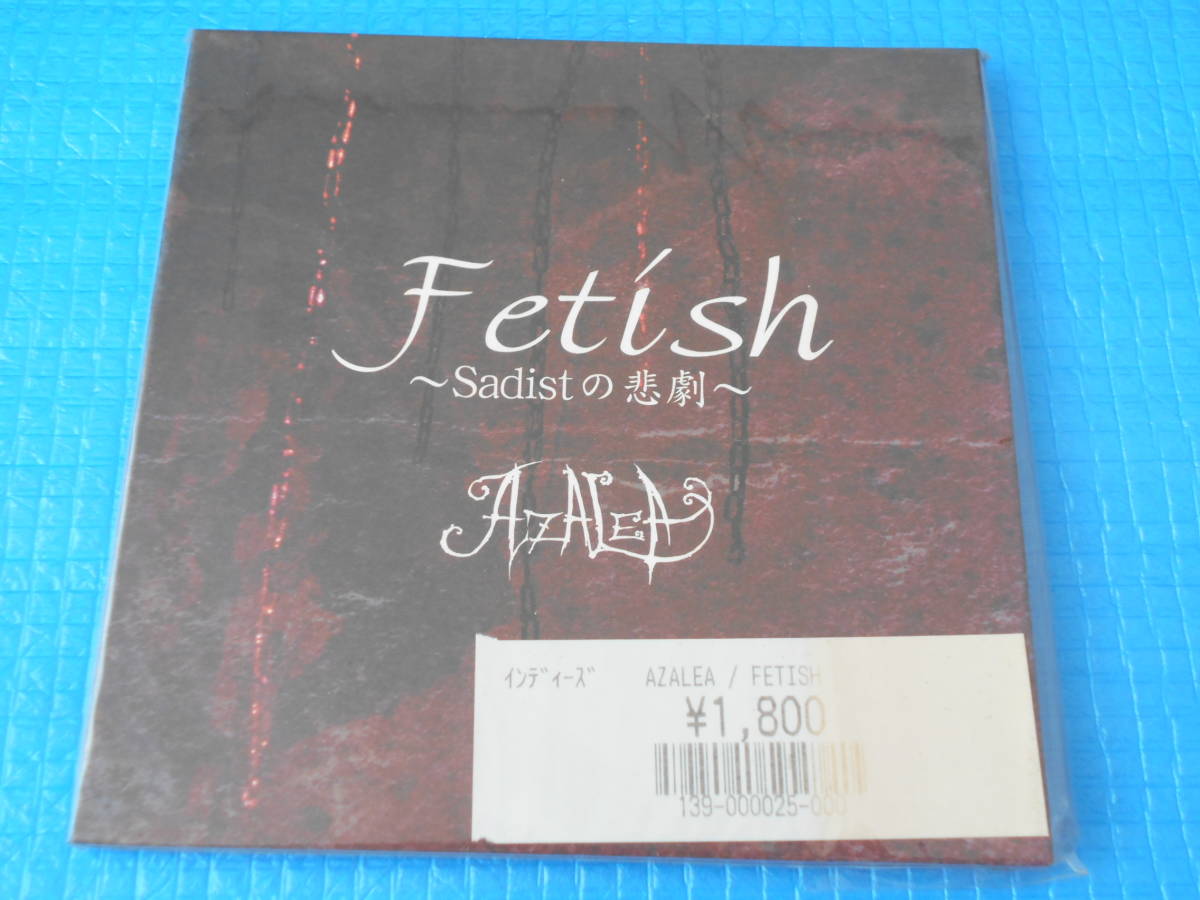 Fetish
～Sadistの悲劇～
AZALEA
ｲﾝﾃﾞｨｰｽﾞ AZALEA / FETISH
¥1,800
139-000025-000